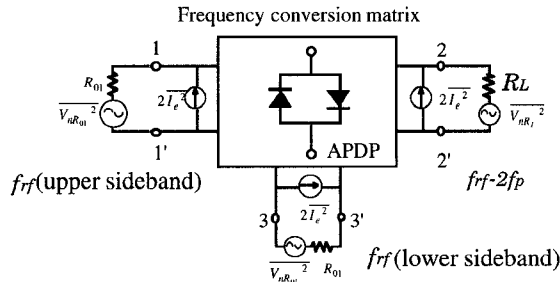 Frequency conversion matrix
1
2
R01
VnR01²
2Ie²
2Ie²
RL
VnRL²
1'
APDP
2'
frf(upper sideband)
frf-2fp
2Ie²
3
3'
VnR01²
R01
frf(lower sideband)